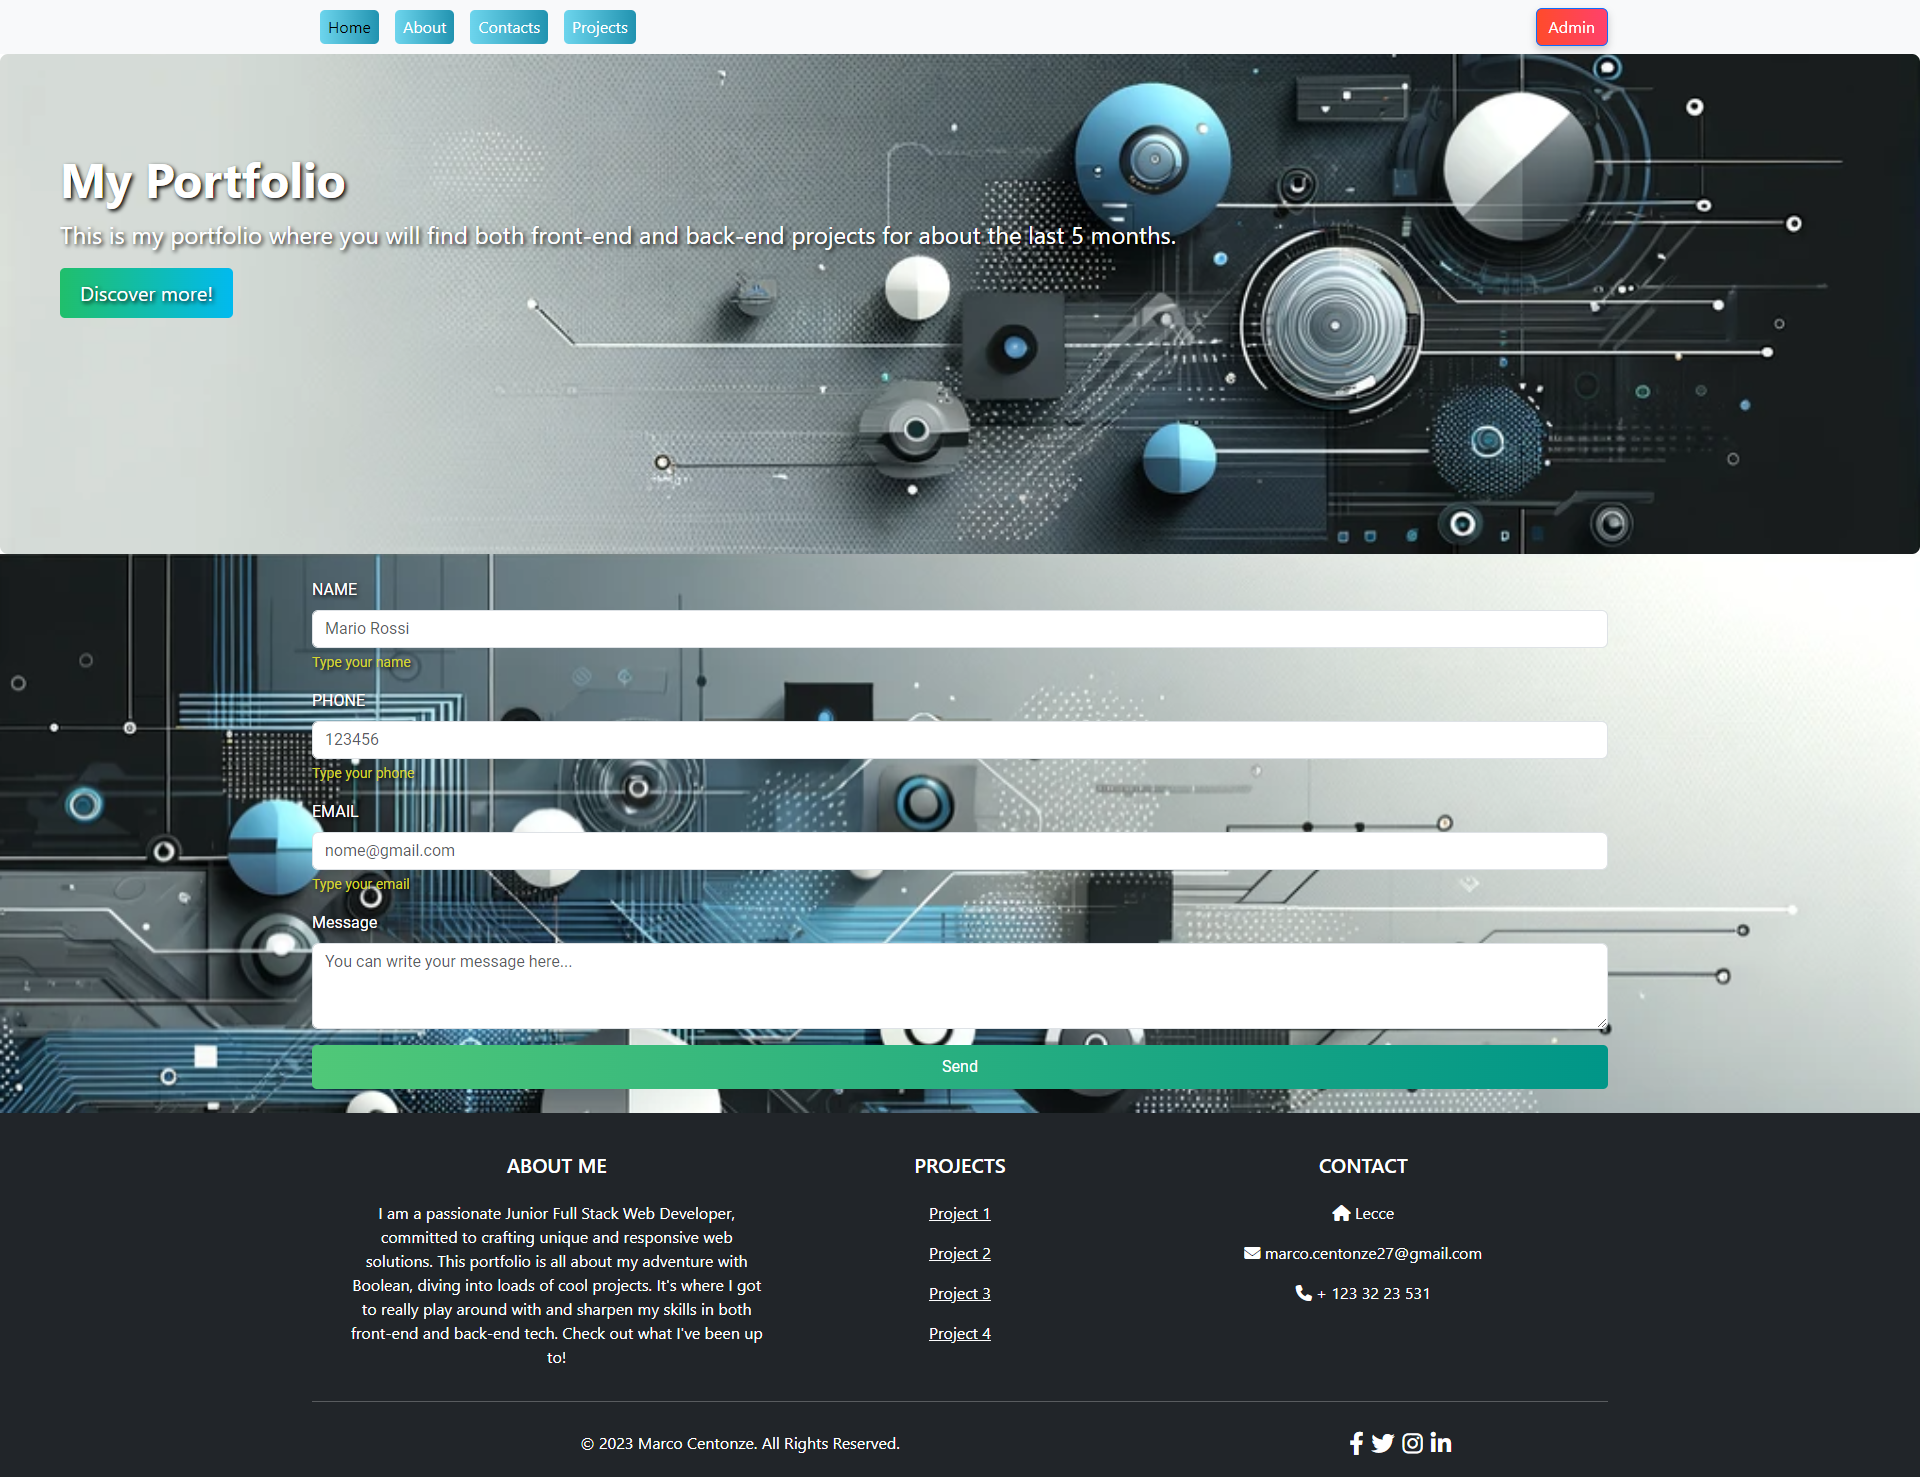 Home
About
Contacts
Projects
Admin
My Portfolio
This is my portfolio where you will find both front-end and back-end projects for about the last 5 months.
Discover more!
NAME
Mario Rossi
Type your name
PHONE
123456
Type your phone
EMAIL
nome@gmail.com
Type your email
Message
You can write your message here...
Send
ABOUT ME
I am a passionate Junior Full Stack Web Developer,
committed to crafting unique and responsive web
solutions. This portfolio is all about my adventure with
Boolean, diving into loads of cool projects. It's where I got
to really play around with and sharpen my skills in both
front-end and back-end tech. Check out what I've been up
to!
PROJECTS
Project 1
Project 2
Project 3
Project 4
CONTACT
Lecce
marco.centonze27@gmail.com
+ 123 32 23 531
© 2023 Marco Centonze. All Rights Reserved.